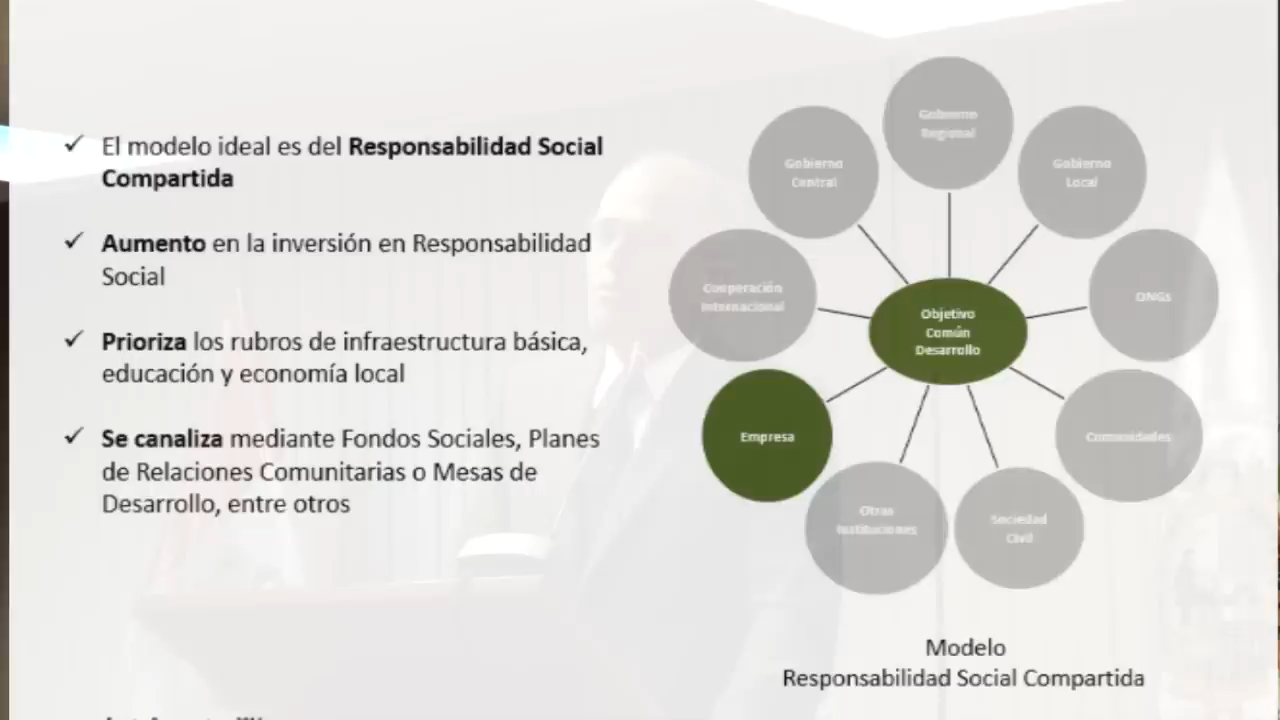 ✓ El modelo ideal es del Responsabilidad Social
Compartida
✓ Aumento en la inversión en Responsabilidad
Social
✓ Prioriza los rubros de infraestructura básica,
educación y economía local
✓ Se canaliza mediante Fondos Sociales, Planes
de Relaciones Comunitarias o Mesas de
Desarrollo, entre otros
Gobierno
Regional
Gobierno
Central
Gobierno
Local
Cooperación
Internacional
ONGs
Objetivo
Común
Desarrollo
Empresa
Comunidades
Otras
Instituciones
Sociedad
Civil
Modelo
Responsabilidad Social Compartida